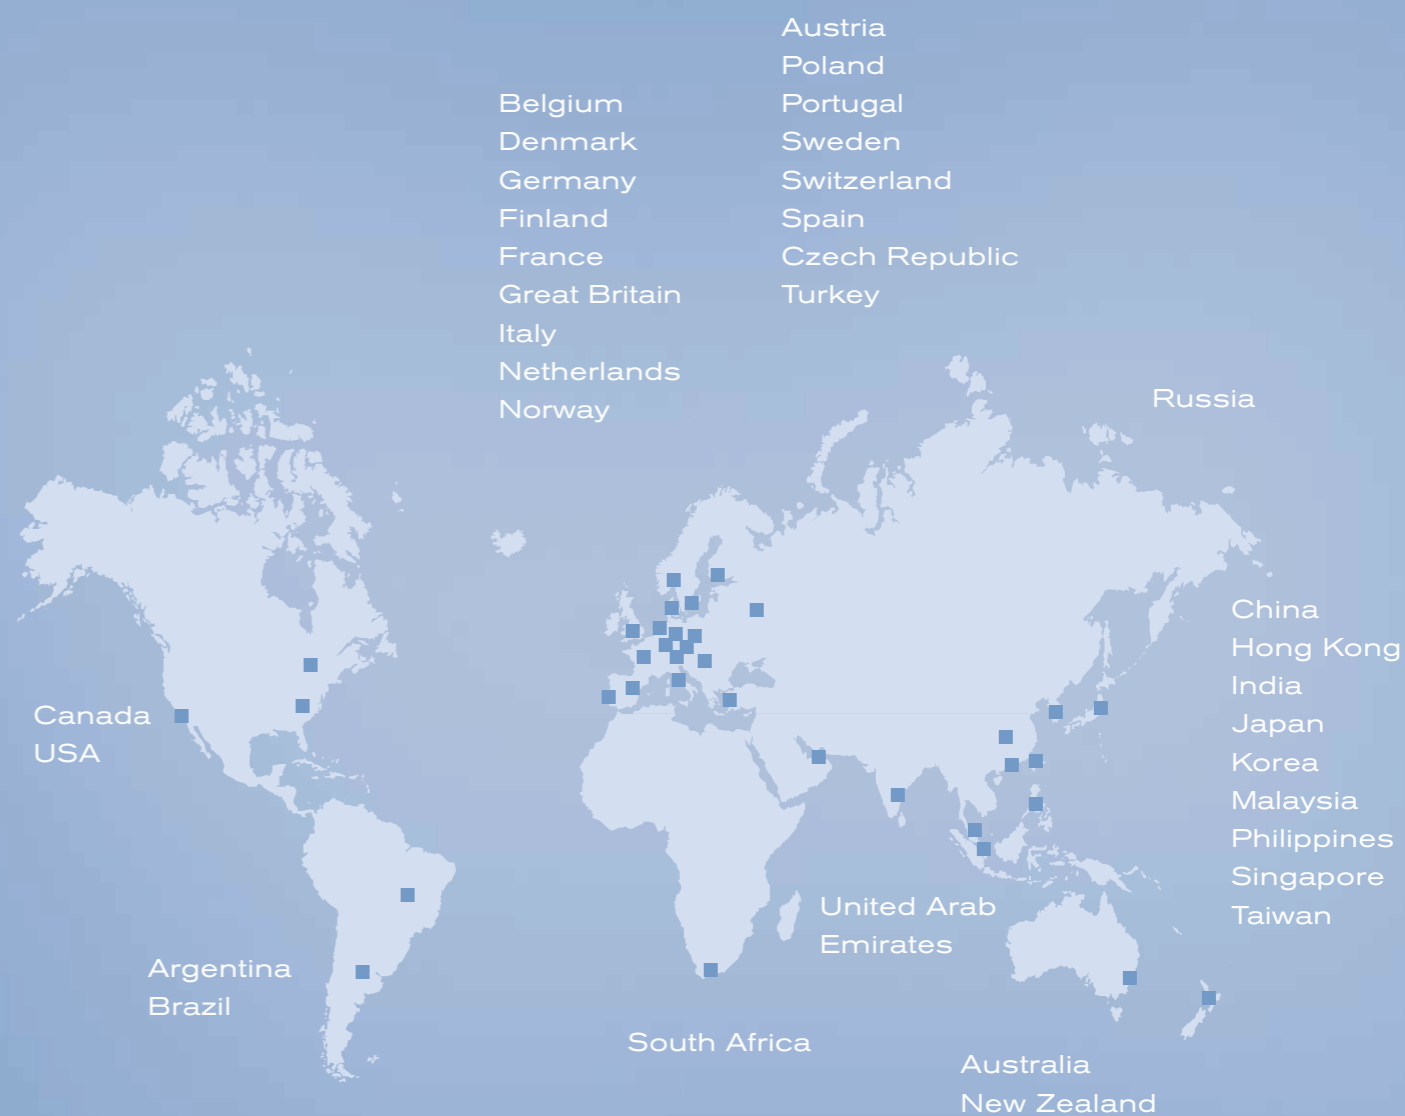 Austria
Poland
Portugal
Sweden
Switzerland
Spain
Czech Republic
Turkey
Belgium
Denmark
Germany
Finland
France
Great Britain
Italy
Netherlands
Norway
Russia
China
Hong Kong
India
Japan
Korea
Malaysia
Philippines
Singapore
Taiwan
Canada
USA
United Arab
Emirates
Argentina
Brazil
South Africa
Australia
New Zealand